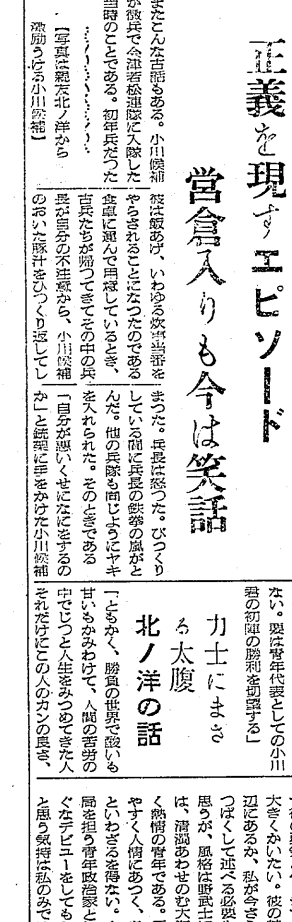 正義を現すエピソード
営倉入りも今は笑話
またこんな古話もある。小川候補
が徴兵で会津若松連隊に入隊した
当時のことである。初年兵だつた
【写真は親友北ノ洋から
激励うける小川候補】
彼は飯あげ、いわゆる炊事当番を
やらされることになつたのである
食卓に運んで用意しているとき、
古兵たちが帰つてきてその中の兵
長が自分の不注意から、小川候補
のおいた豚汁をひつくり返してし
まつた。兵長は怒つた。びつくり
している間に兵長の鉄拳の嵐がと
んだ。他の兵隊も同じようにヤキ
を入れられた。そのときである
「自分が悪いくせになにをするの
か」と銃架に手をかけた小川候補
ない。要は青年代表としての小川
君の初陣の勝利を切望する」
力士にまさ
る太腹
北ノ洋の話
「ともかく、勝負の世界で酸いも
甘いもかみわけて、人間の苦労の
中でじつと人生をみつめてきた人
それだけにこの人のカンの良さ、
大きくかいたい。彼の
辺にあるか、私が今さ
つぱくして述べる必要
思うが、風格は野武士
は、清濁あわせのむ大
く熱情の青年である。
やすく人情にあつく、
といわざるを得ない。
局を担う青年政治家と
ぐなデビューをしても
と思う気持は私のみで